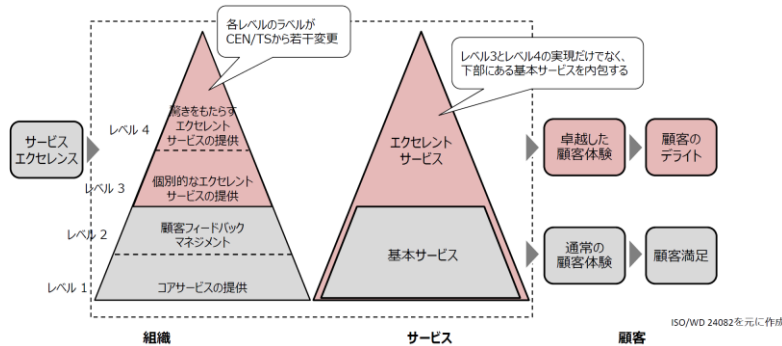 各レベルのラベルが
CEN/TSから若干変更
レベル3とレベル4の実現だけでなく、
下部にある基本サービスを内包する
サービス
エクセレンス
レベル 4
驚きをもたらす
エクセレント
サービスの提供
レベル 3
個別的なエクセレント
サービスの提供
レベル 2
顧客フィードバック
マネジメント
レベル 1
コアサービスの提供
エクセレント
サービス
基本サービス
卓越した
顧客体験
顧客の
デライト
通常の
顧客体験
顧客満足
ISO/WD 24082を元に作成
組織
サービス
顧客